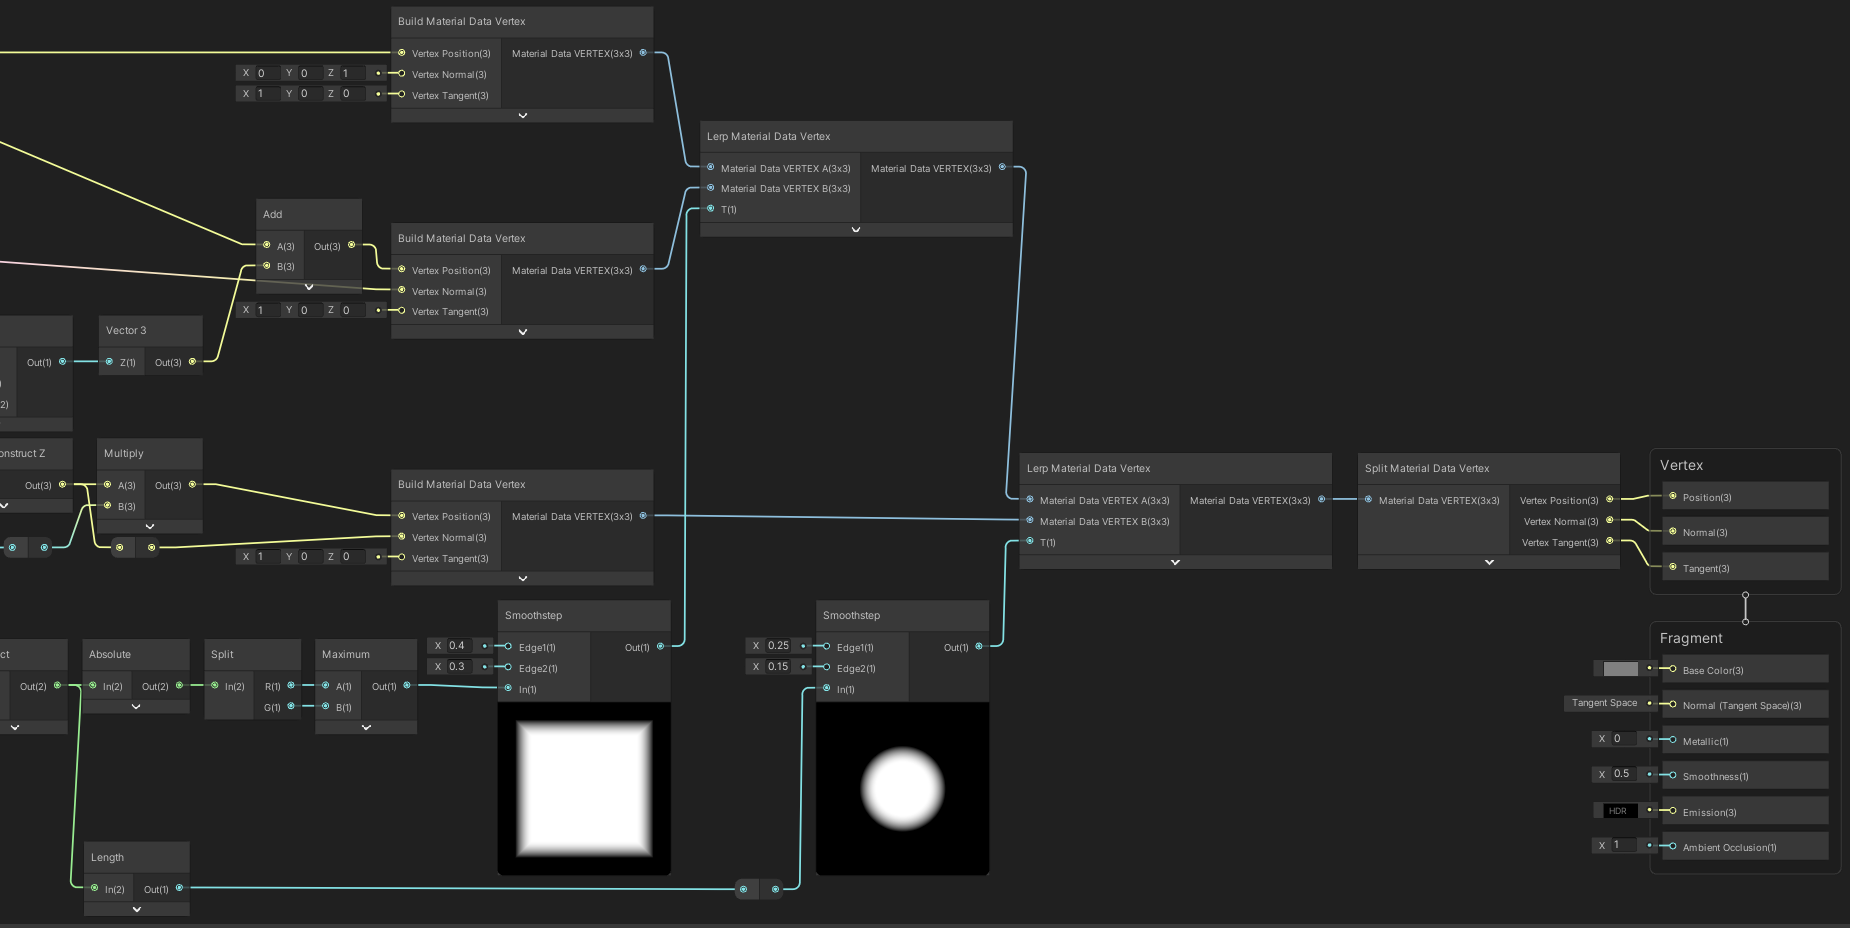 Build Material Data Vertex
Vertex Position(3) Material Data VERTEX(3x3)
X 0 Y 0 Z 1 Vertex Normal(3)
X 1 Y 0 Z 0 Vertex Tangent(3)
Lerp Material Data Vertex
Material Data VERTEX A(3x3) Material Data VERTEX(3x3)
Material Data VERTEX B(3x3)
T(1)
Add
A(3) Out(3)
B(3)
Build Material Data Vertex
Vertex Position(3) Material Data VERTEX(3x3)
Vertex Normal(3)
X 1 Y 0 Z 0 Vertex Tangent(3)
Out(1)
2)
Vector 3
Z(1) Out(3)
onstruct Z
Out(3)
Multiply
A(3) Out(3)
B(3)
Build Material Data Vertex
Vertex Position(3) Material Data VERTEX(3x3)
Vertex Normal(3)
X 1 Y 0 Z 0 Vertex Tangent(3)
Lerp Material Data Vertex
Material Data VERTEX A(3x3) Material Data VERTEX(3x3)
Material Data VERTEX B(3x3)
T(1)
Split Material Data Vertex
Material Data VERTEX(3x3) Vertex Position(3)
Vertex Normal(3)
Vertex Tangent(3)
Vertex
Position(3)
Normal(3)
Tangent(3)
ct
Out(2)
Absolute
In(2) Out(2)
Split
In(2) R(1)
G(1)
Maximum
A(1) Out(1)
B(1)
Smoothstep
X 0.4 Edge1(1) Out(1)
X 0.3 Edge2(1)
In(1)
Smoothstep
X 0.25 Edge1(1) Out(1)
X 0.15 Edge2(1)
In(1)
Length
In(2) Out(1)
Fragment
Base Color(3)
Tangent Space Normal (Tangent Space)(3)
X 0 Metallic(1)
X 0.5 Smoothness(1)
HDR Emission(3)
X 1 Ambient Occlusion(1)